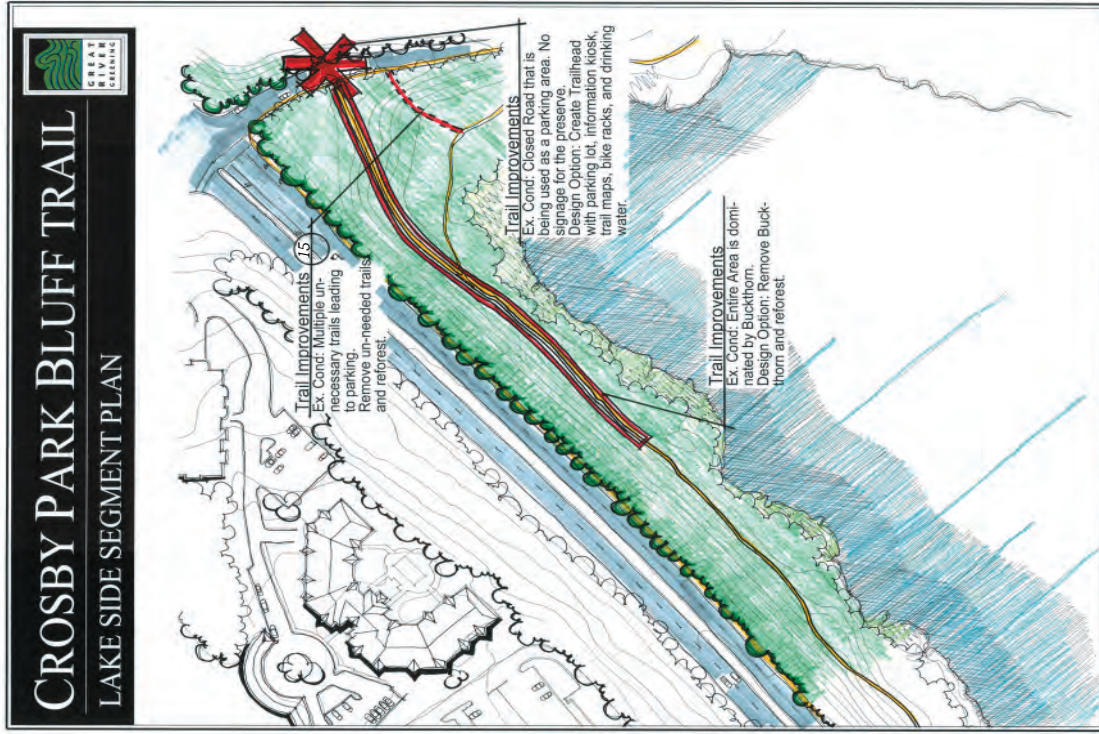 CROSBY PARK BLUFF TRAIL
LAKE SIDE SEGMENT PLAN
GREAT
RIVER
GREENING
15
Trail Improvements
Ex. Cond: Multiple un-
necessary trails leading
to parking.
Remove un-needed trails
and reforest.
Trail Improvements
Ex. Cond: Closed Road that is
being used as a parking area. No
signage for the preserve.
Design Option: Create Trailhead
with parking lot, information kiosk,
trail maps, bike racks, and drinking
water.
Trail Improvements
Ex. Cond: Entire Area is domi-
nated by Buckthorn.
Design Option: Remove Buck-
thorn and reforest.